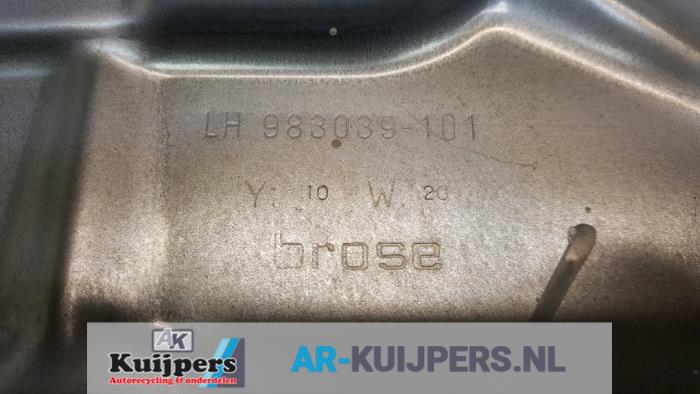 LH 983039-101
Y: 10 W. 20
brose
AK
Kuijpers
Autorecycling & onderdelen
AR-KUIJPERS.NL